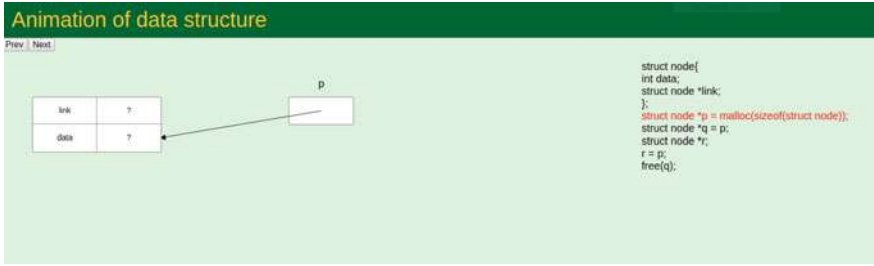 Animation of data structure
Prev Next
p
link ?
data ?
struct node{
int data;
struct node *link;
};
struct node *p = malloc(sizeof(struct node));
struct node *q = p;
struct node *r;
r = p;
free(q);